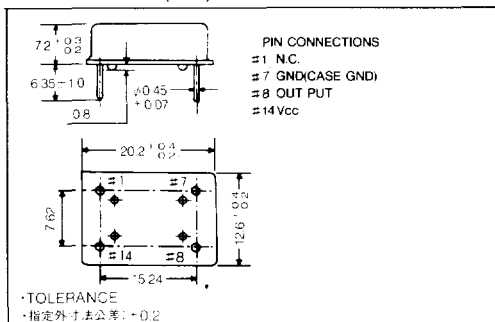 7.2 +0.3 0.2
6.35±1.0
0.8
φ0.45
+0.07
PIN CONNECTIONS
#1 N.C.
#7 GND(CASE GND)
#8 OUT PUT
#14 Vcc
20.2 +0.4 0.2
#1
#7
7.62
12.6 +0.4 0.2
#14
#8
15.24
・TOLERANCE
・指定外寸法公差: +0.2